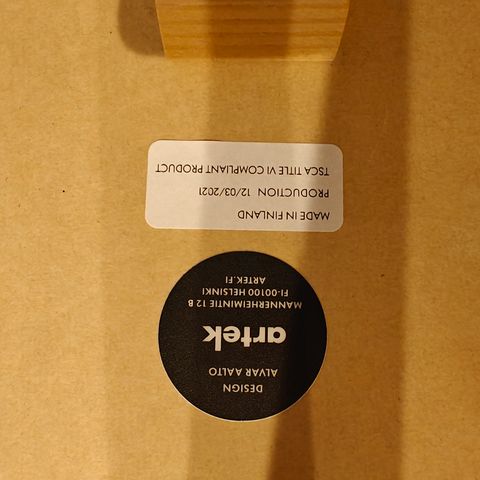 DESIGN
ALVAR AALTO
artek
MANNERHEIMINTIE 12 B
FI-00100 HELSINKI
ARTEK.FI
MADE IN FINLAND
PRODUCTION 12/03/2021
TSCA TITLE VI COMPLIANT PRODUCT